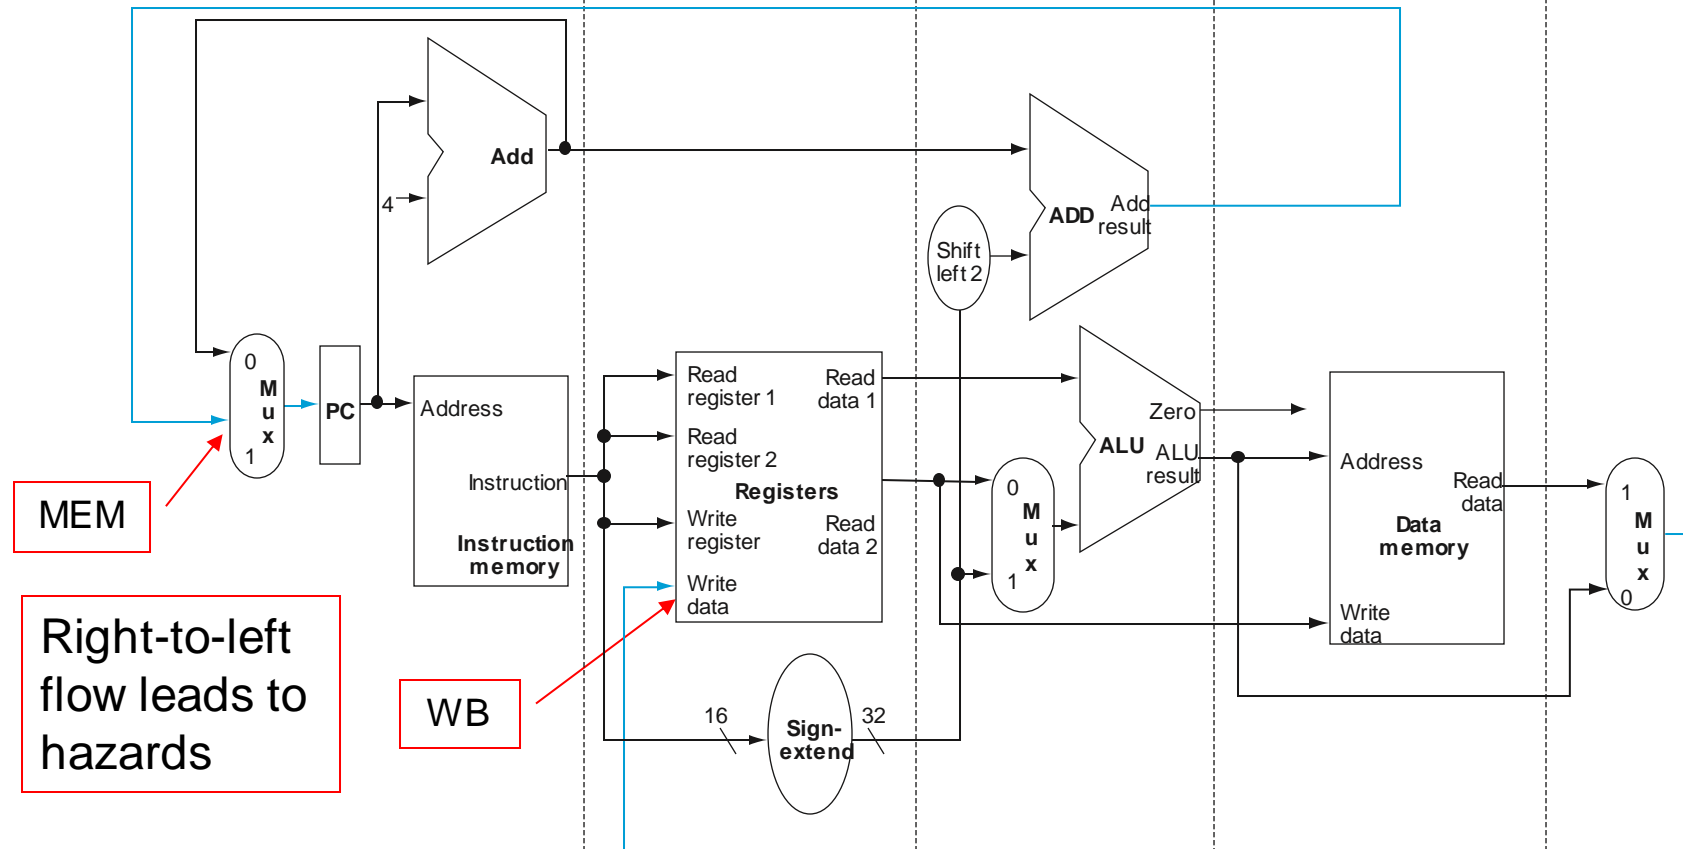 Add
4
ADD
Add
result
Shift
left 2
0
M
u
x
1
PC
Address
Instruction
Instruction
memory
Read
register 1
Read
register 2
Registers
Write
register
Write
data
Read
data 1
Read
data 2
0
M
u
x
1
Zero
ALU
ALU
result
Address
Read
data
Data
memory
Write
data
1
M
u
x
0
MEM
WB
Right-to-left
flow leads to
hazards
16
Sign-
extend
32